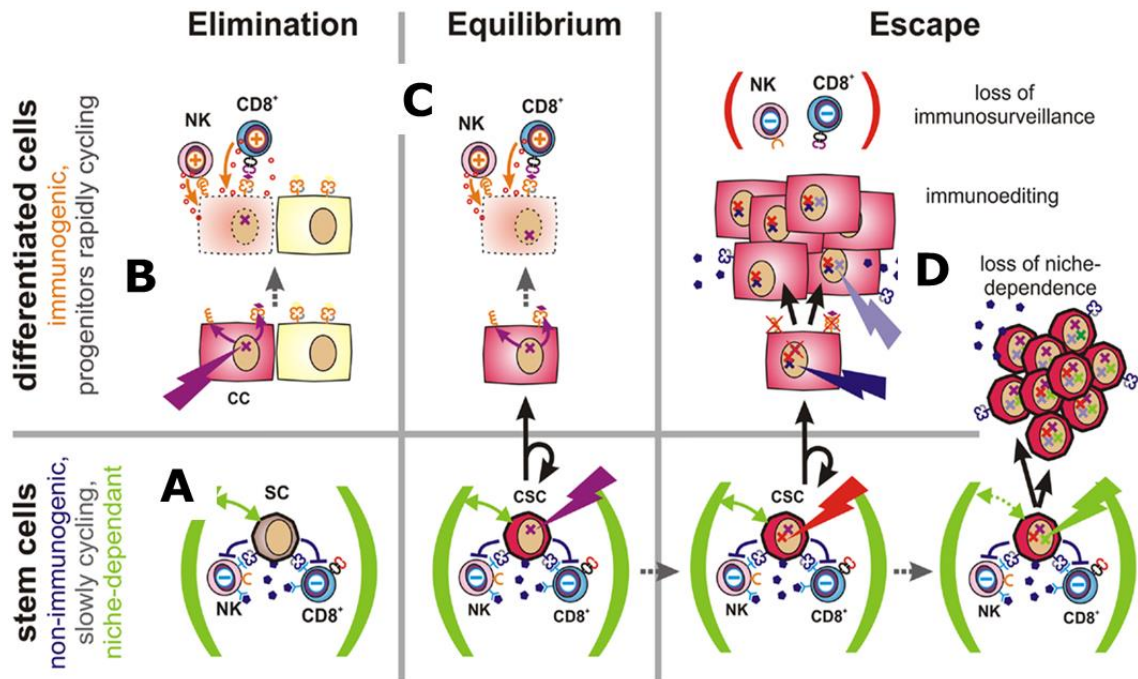 Elimination
Equilibrium
Escape
differentiated cells
immunogenic,
progenitors rapidly cycling
NK
CD8⁺
B
CC
C
NK
CD8⁺
NK
CD8⁺
loss of
immunosurveillance
immunoediting
D
loss of niche-
dependence
stem cells
non-immunogenic,
slowly cycling,
niche-dependant
A
SC
NK
CD8⁺
CSC
NK
CD8⁺
CSC
NK
CD8⁺
NK
CD8⁺